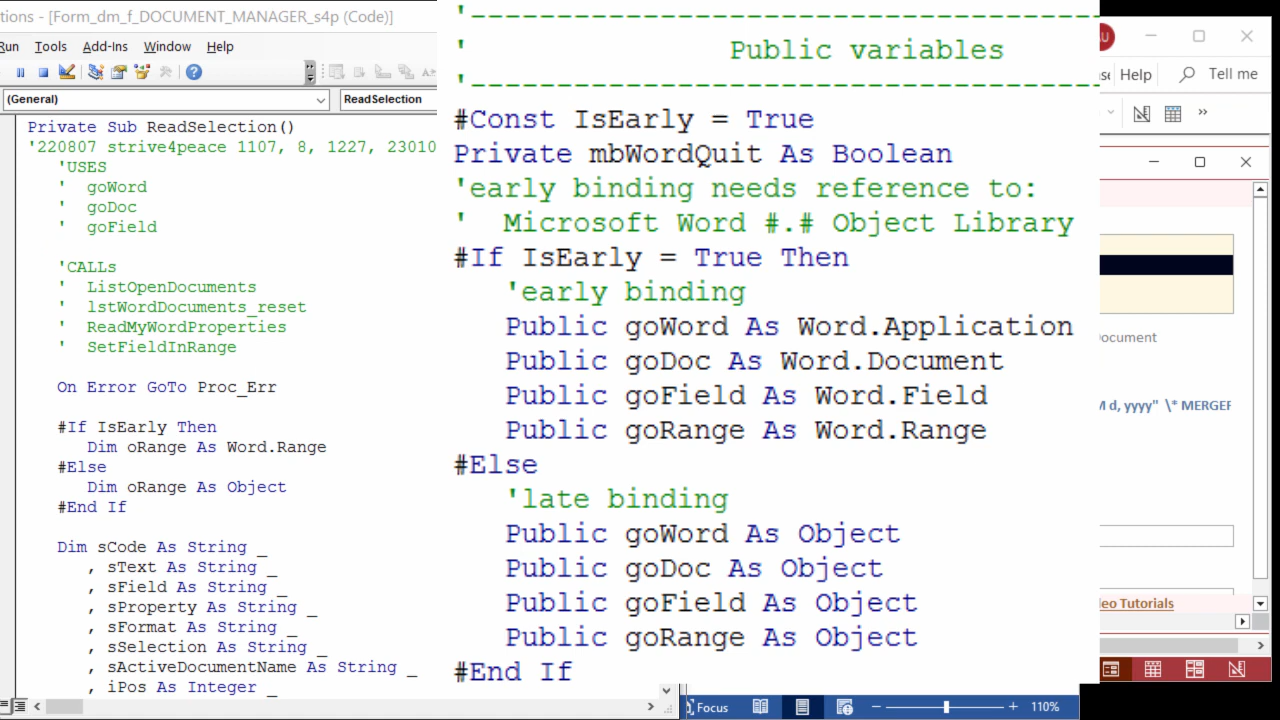 tions - [Form_dm_f_DOCUMENT_MANAGER_s4p (Code)]
Run Tools Add-Ins Window Help
(General) ReadSelection
Private Sub ReadSelection()
'220807 strive4peace 1107, 8, 1227, 23010
'USES
' goWord
' goDoc
' goField
'CALLs
' ListOpenDocuments
' lstWordDocuments_reset
' ReadMyWordProperties
' SetFieldInRange
On Error GoTo Proc_Err
#If IsEarly Then
Dim oRange As Word.Range
#Else
Dim oRange As Object
#End If
Dim sCode As String _
, sText As String _
, sField As String _
, sProperty As String _
, sFormat As String _
, sSelection As String _
, sActiveDocumentName As String _
, iPos As Integer _
'--------------------------------------
' Public variables
'--------------------------------------
#Const IsEarly = True
Private mbWordQuit As Boolean
'early binding needs reference to:
' Microsoft Word #.# Object Library
#If IsEarly = True Then
'early binding
Public goWord As Word.Application
Public goDoc As Word.Document
Public goField As Word.Field
Public goRange As Word.Range
#Else
'late binding
Public goWord As Object
Public goDoc As Object
Public goField As Object
Public goRange As Object
#End If
Help Tell me
ocument
d, yyyy" \* MERGEF
eo Tutorials
Focus 110%